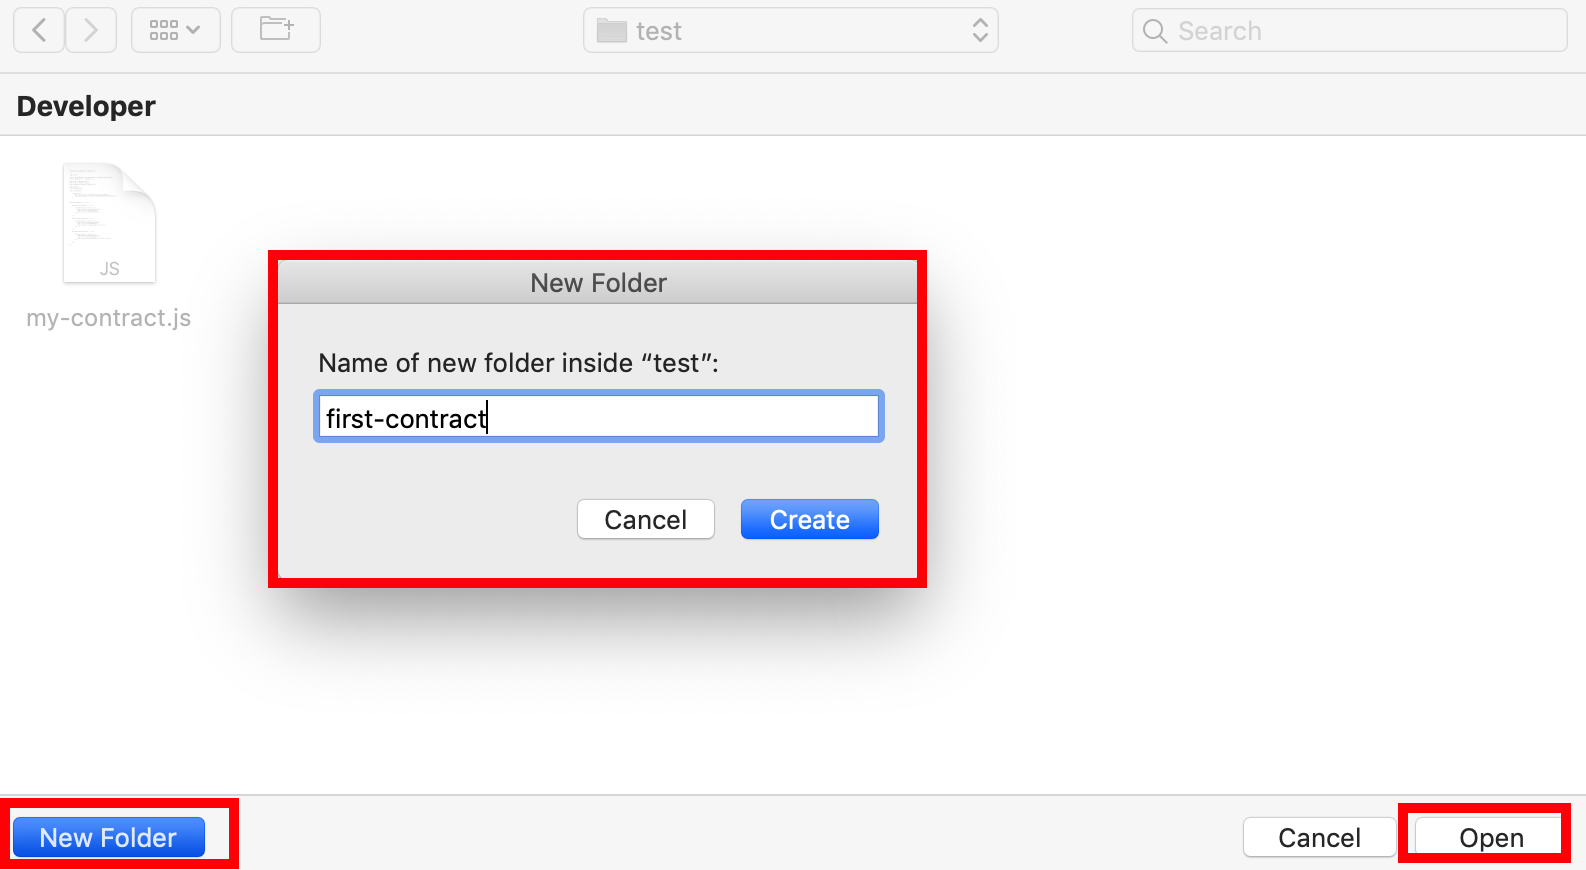 test
Search
Developer
JS
my-contract.js
New Folder
Name of new folder inside “test”:
first-contract
Cancel
Create
New Folder
Cancel
Open